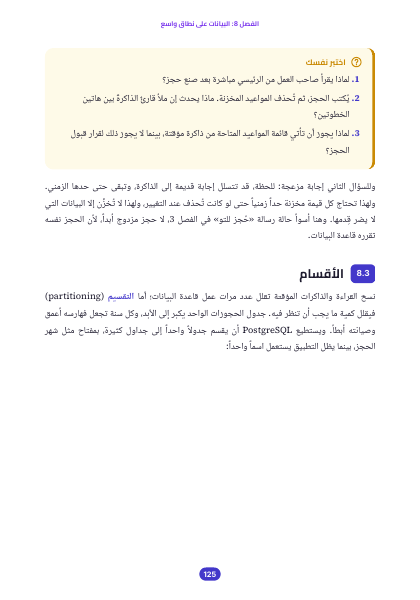 الفصل 8: البيانات على نطاق واسع
اختبر نفسك
1. لماذا يقرأ صاحب العمل من الرئيسي مباشرة بعد صنع حجز؟
2. يُكتب الحجز، ثم تُحذف المواعيد المخزنة. ماذا يحدث إن ملأ قارئ الذاكرة بين هاتين
الخطوتين؟
3. لماذا يجوز أن تأتي قائمة المواعيد المتاحة من ذاكرة مؤقتة، بينما لا يجوز ذلك لقرار قبول
الحجز؟
وللسؤال الثاني إجابة مزعجة: للحظة، قد تتسلل إجابة قديمة إلى الذاكرة، وتبقى حتى حدها الزمني.
ولهذا تحتاج كل قيمة مخزنة حداً زمنياً حتى لو كانت تُحذف عند التغيير، ولهذا لا تُخزَّن إلا البيانات التي
لا يضر قِدمها. وهنا أسوأ حالة رسالة «حُجز للتو» في الفصل 3، لا حجز مزدوج أبداً، لأن الحجز نفسه
تقرره قاعدة البيانات.
8.3 الأقسام
نسخ القراءة والذاكرات المؤقتة تقلل عدد مرات عمل قاعدة البيانات؛ أما التقسيم (partitioning)
فيقلل كمية ما يجب أن تنظر فيه. جدول الحجوزات الواحد يكبر إلى الأبد، وكل سنة تجعل فهارسه أعمق
وصيانته أبطأ. ويستطيع PostgreSQL أن يقسم جدولاً واحداً إلى جداول كثيرة، بمفتاح مثل شهر
الحجز، بينما يظل التطبيق يستعمل اسماً واحداً:
125